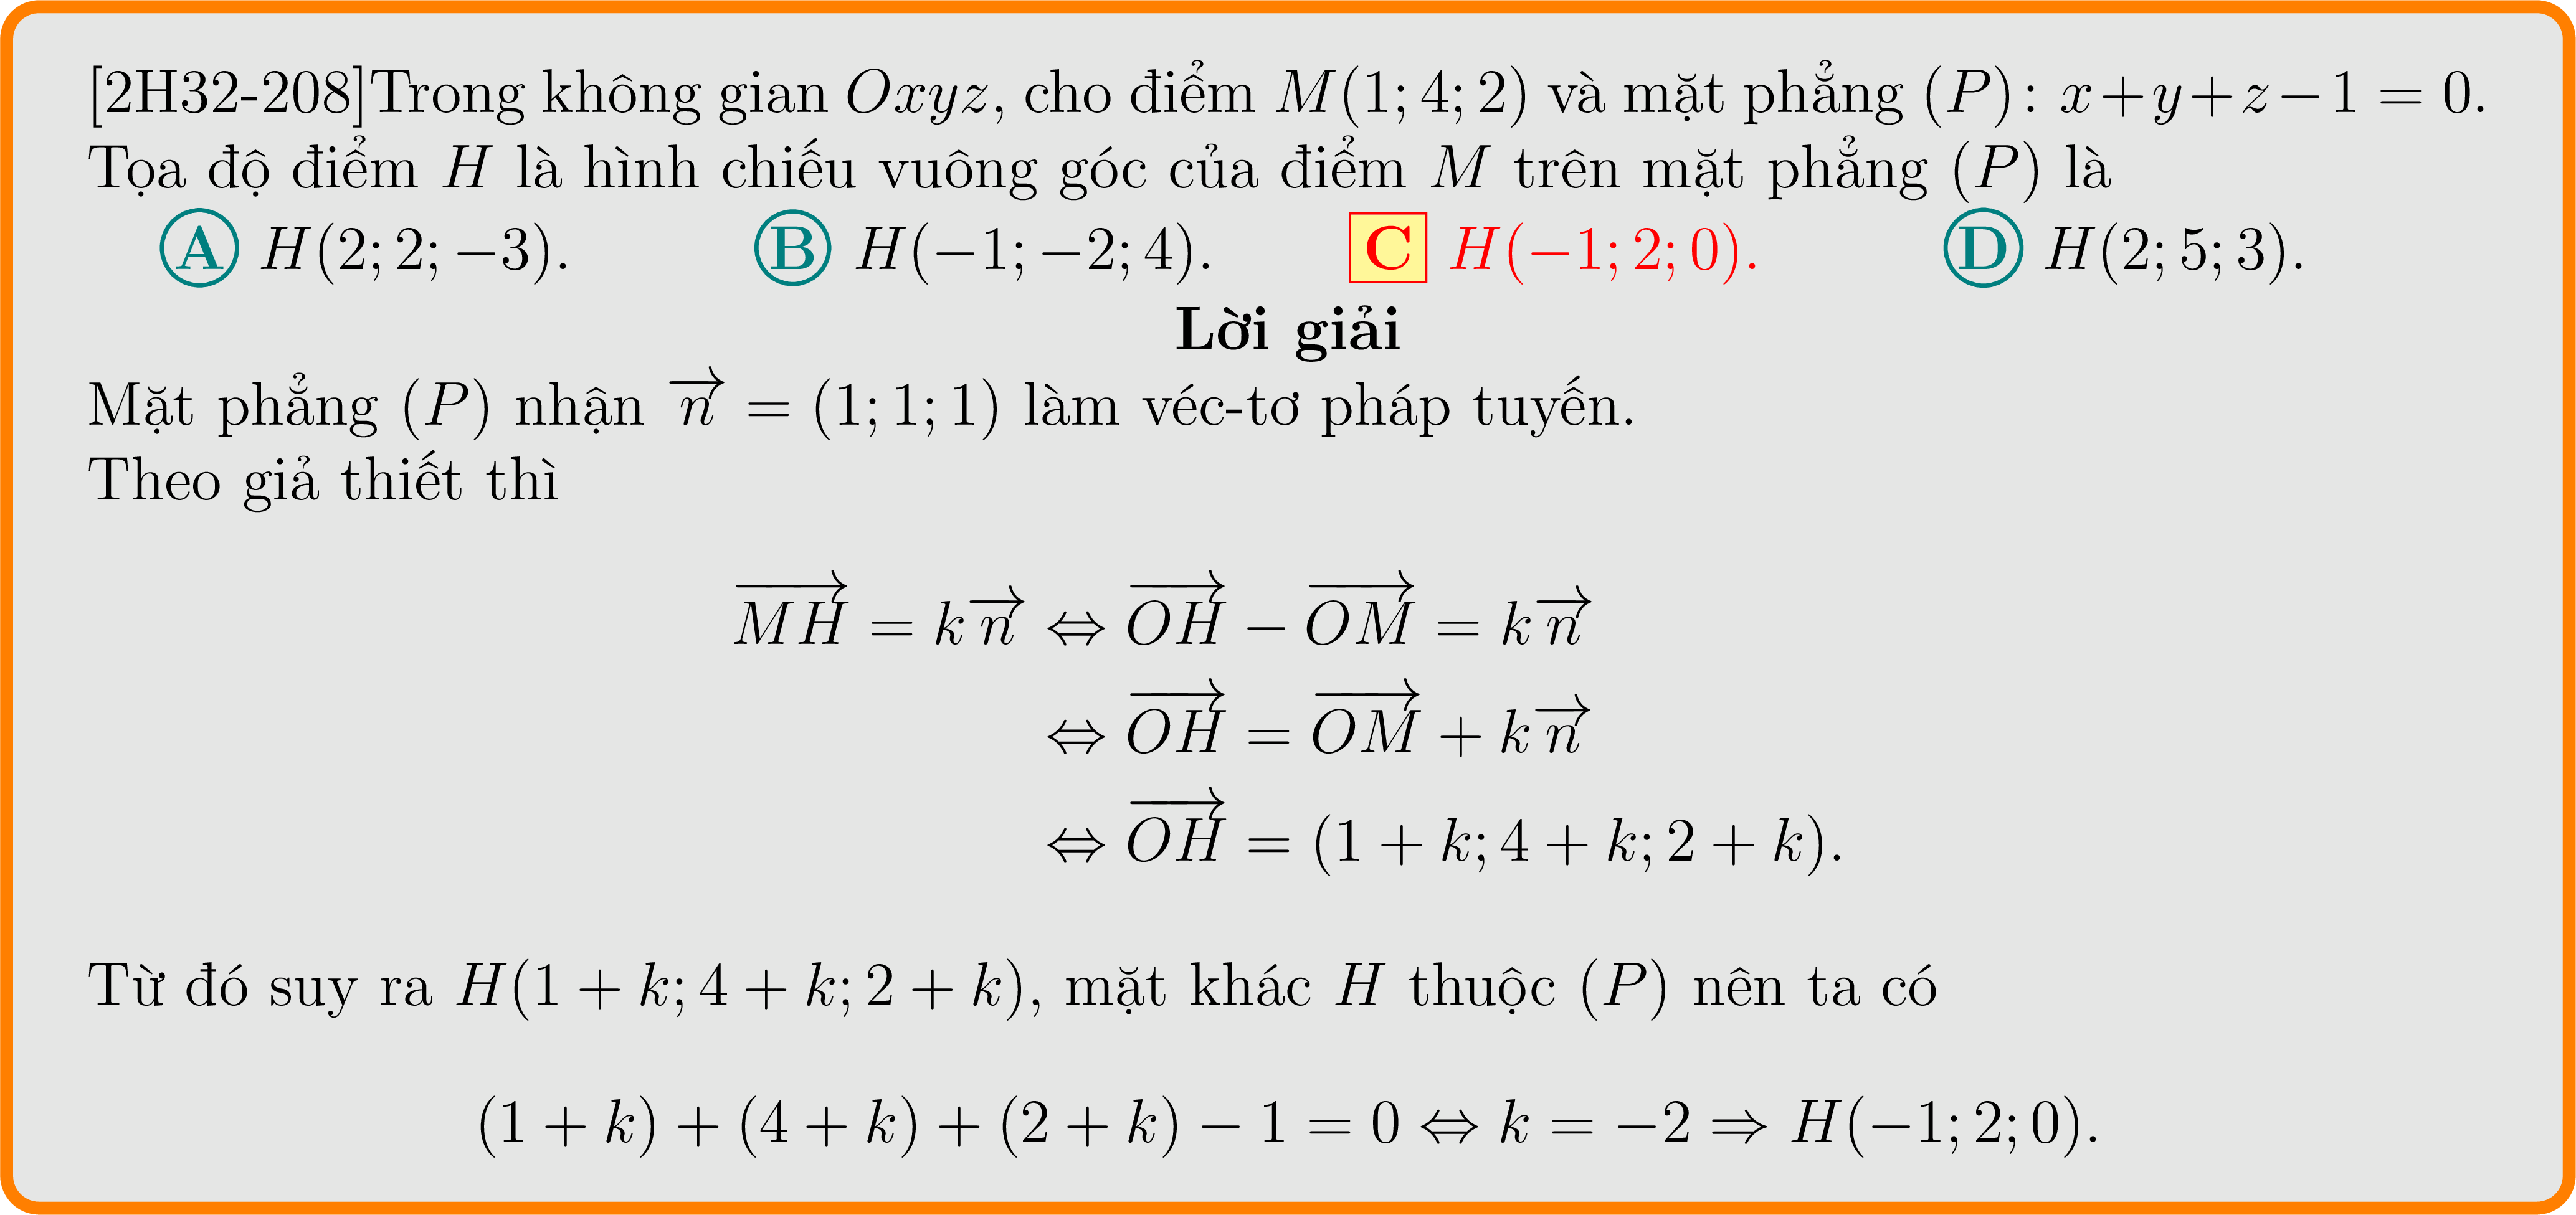 [2H32-208]Trong không gian Oxyz, cho điểm M(1; 4; 2) và mặt phẳng (P): x+y+z−1 = 0.
Tọa độ điểm H là hình chiếu vuông góc của điểm M trên mặt phẳng (P) là
A H(2; 2; −3). B H(−1; −2; 4). C H(−1; 2; 0). D H(2; 5; 3).
Lời giải
Mặt phẳng (P) nhận $\overrightarrow{n}$ = (1; 1; 1) làm véc-tơ pháp tuyến.
Theo giả thiết thì
$\overrightarrow{MH} = k\overrightarrow{n} \Leftrightarrow \overrightarrow{OH} - \overrightarrow{OM} = k\overrightarrow{n}$
$\Leftrightarrow \overrightarrow{OH} = \overrightarrow{OM} + k\overrightarrow{n}$
$\Leftrightarrow \overrightarrow{OH} = (1 + k; 4 + k; 2 + k).$
Từ đó suy ra H(1 + k; 4 + k; 2 + k), mặt khác H thuộc (P) nên ta có
(1 + k) + (4 + k) + (2 + k) − 1 = 0 ⇔ k = −2 ⇒ H(−1; 2; 0).